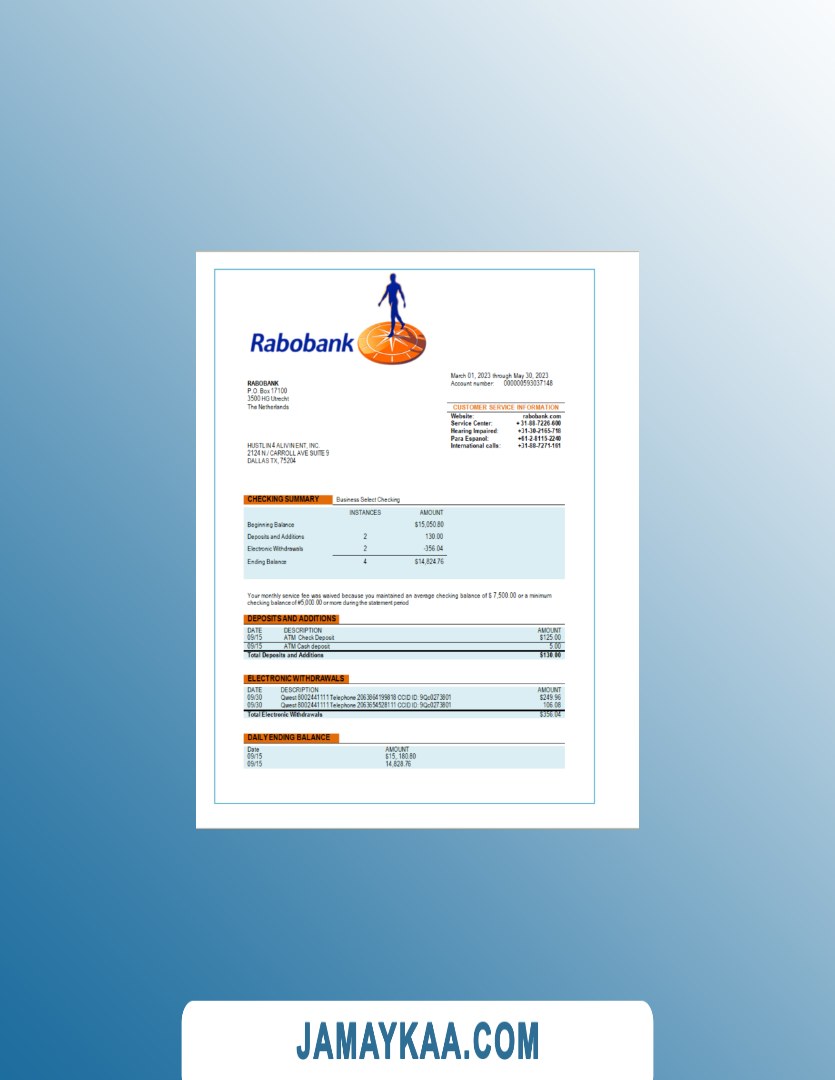 Rabobank
March 01, 2023 through May 30, 2023
Account number: 000000593037148
RABOBANK
P.O. Box 17100
3500 HG Utrecht
The Netherlands
CUSTOMER SERVICE INFORMATION
Website: rabobank.com
Service Center: +31-88-7226-600
Hearing Impaired: +31-30-2165-718
Para Espanol: +61-2-8115-2240
International calls: +31-88-7271-161
HUSTLIN 4 ALIVIN ENT, INC.
2124 N / CARROLL AVE SUITE 9
DALLAS TX, 75204
CHECKING SUMMARY Business Select Checking
INSTANCES AMOUNT
Beginning Balance $15,050.80
Deposits and Additions 2 130.00
Electronic Withdrawals 2 -356.04
Ending Balance 4 $14,824.76
Your monthly service fee was waived because you maintained an average checking balance of $ 7,500.00 or a minimum
checking balance of #5,000.00 or more during the statement period
DEPOSITS AND ADDITIONS
DATE DESCRIPTION AMOUNT
09/15 ATM Check Deposit $125.00
09/15 ATM Cash deposit 5.00
Total Deposits and Additions $130.00
ELECTRONIC WITHDRAWALS
DATE DESCRIPTION AMOUNT
09/30 Qwest 8002441111 Telephone 2063864199818 CCID ID: 9Qc0273801 $249.96
09/30 Qwest 8002441111 Telephone 2063654528111 CCID ID: 9Qc0273801 106.08
Total Electronic Withdrawals $356.04
DAILY ENDING BALANCE
Date AMOUNT
09/15 $15, 180.80
09/15 14,828.76
JAMAYKAA.COM